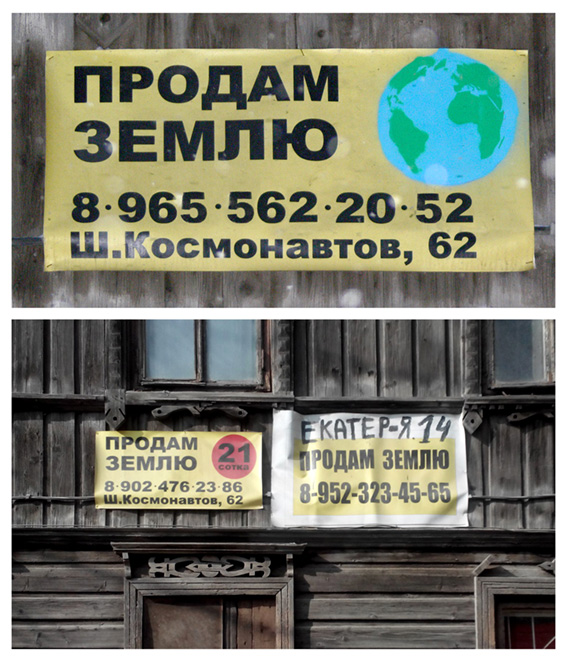 ПРОДАМ
ЗЕМЛЮ
8·965·562·20·52
Ш.Космонавтов, 62
ПРОДАМ
ЗЕМЛЮ
21
сотка
8·902·476·23·86
Ш.Космонавтов, 62
ЕКАТЕР-Я.14
ПРОДАМ ЗЕМЛЮ
8-952-323-45-65